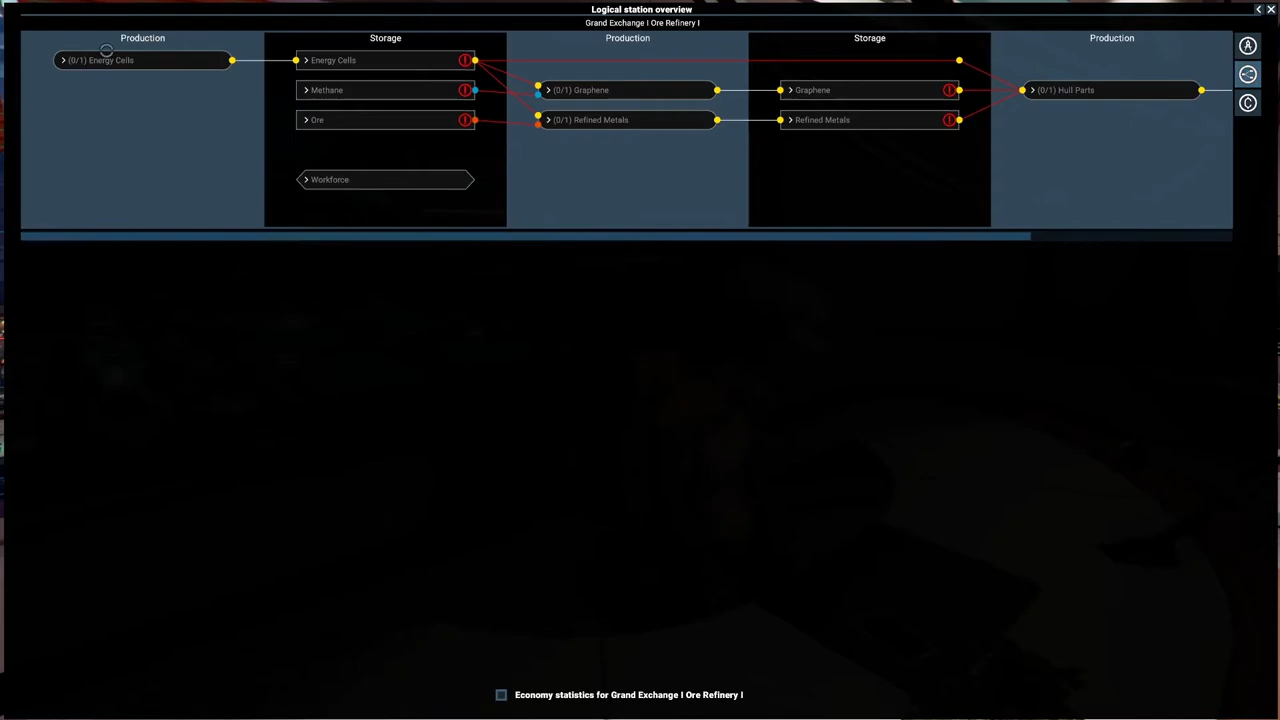 Logical station overview
Grand Exchange I Ore Refinery I
Production
Storage
Production
Storage
Production
(0/1) Energy Cells
Energy Cells
Methane
(0/1) Graphene
Graphene
(0/1) Hull Parts
Ore
(0/1) Refined Metals
Refined Metals
Workforce
Economy statistics for Grand Exchange I Ore Refinery I